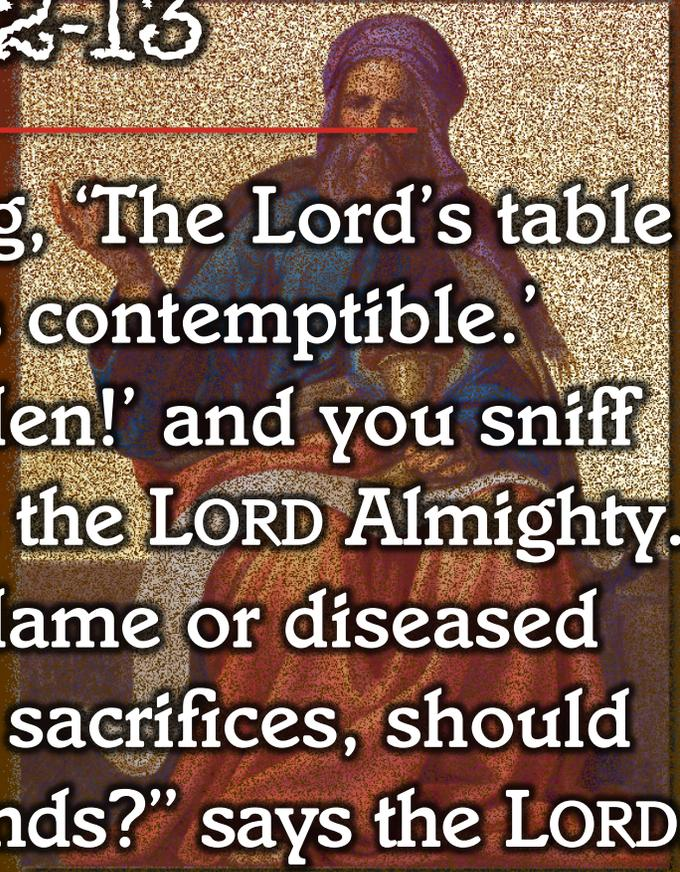 2-13
g, ‘The Lord’s table
contemptible.’
den!’ and you sniff
the LORD Almighty.
lame or diseased
sacrifices, should
nds?” says the LORD